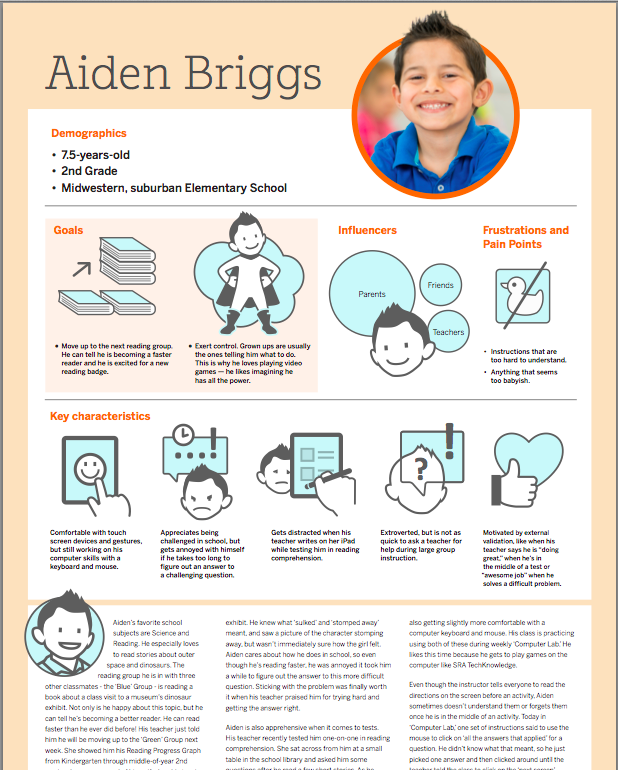 Aiden Briggs
Demographics
• 7.5-years-old
• 2nd Grade
• Midwestern, suburban Elementary School
Goals
• Move up to the next reading group.
He can tell he is becoming a faster
reader and he is excited for a new
reading badge.
• Exert control. Grown ups are usually
the ones telling him what to do.
This is why he loves playing video
games — he likes imagining he
has all the power.
Influencers
Parents
Friends
Teachers
Frustrations and
Pain Points
• Instructions that are
too hard to understand.
• Anything that seems
too babyish.
Key characteristics
Comfortable with touch
screen devices and gestures,
but still working on his
computer skills with a
keyboard and mouse.
Appreciates being
challenged in school, but
gets annoyed with himself
if he takes too long to
figure out an answer to
a challenging question.
Gets distracted when his
teacher writes on her iPad
while testing him in reading
comprehension.
Extroverted, but is not as
quick to ask a teacher for
help during large group
instruction.
Motivated by external
validation, like when his
teacher says he is "doing
great," when he's in
the middle of a test or
"awesome job" when he
solves a difficult problem.
Aiden's favorite school
subjects are Science and
Reading. He especially loves
to read stories about outer
space and dinosaurs. The
reading group he is in with three
other classmates - the 'Blue' Group - is reading a
book about a class visit to a museum's dinosaur
exhibit. Not only is he happy about this topic, but he
can tell he's becoming a better reader. He can read
faster than he ever did before! His teacher just told
him he will be moving up to the 'Green' Group next
week. She showed him his Reading Progress Graph
from Kindergarten through middle-of-year 2nd
exhibit. He knew what 'sulked' and 'stomped away'
meant, and saw a picture of the character stomping
away, but wasn't immediately sure how the girl felt.
Aiden cares about how he does in school, so even
though he's reading faster, he was annoyed it took him
a while to figure out the answer to this more difficult
question. Sticking with the problem was finally worth
it when his teacher praised him for trying hard and
getting the answer right.
Aiden is also apprehensive when it comes to tests.
His teacher recently tested him one-on-one in reading
comprehension. She sat across from him at a small
table in the school library and asked him some
questions after he read a few short stories. As he
also getting slightly more comfortable with a
computer keyboard and mouse. His class is practicing
using both of these during weekly 'Computer Lab.' He
likes this time because he gets to play games on the
computer like SRA TechKnowledge.
Even though the instructor tells everyone to read the
directions on the screen before an activity, Aiden
sometimes doesn't understand them or forgets them
once he is in the middle of an activity. Today in
'Computer Lab,' one set of instructions said to use the
mouse to click on 'all the answers that applied' for a
question. He didn't know what that meant, so he just
picked one answer and then clicked around until the
teacher told the class to click on the 'next screen'